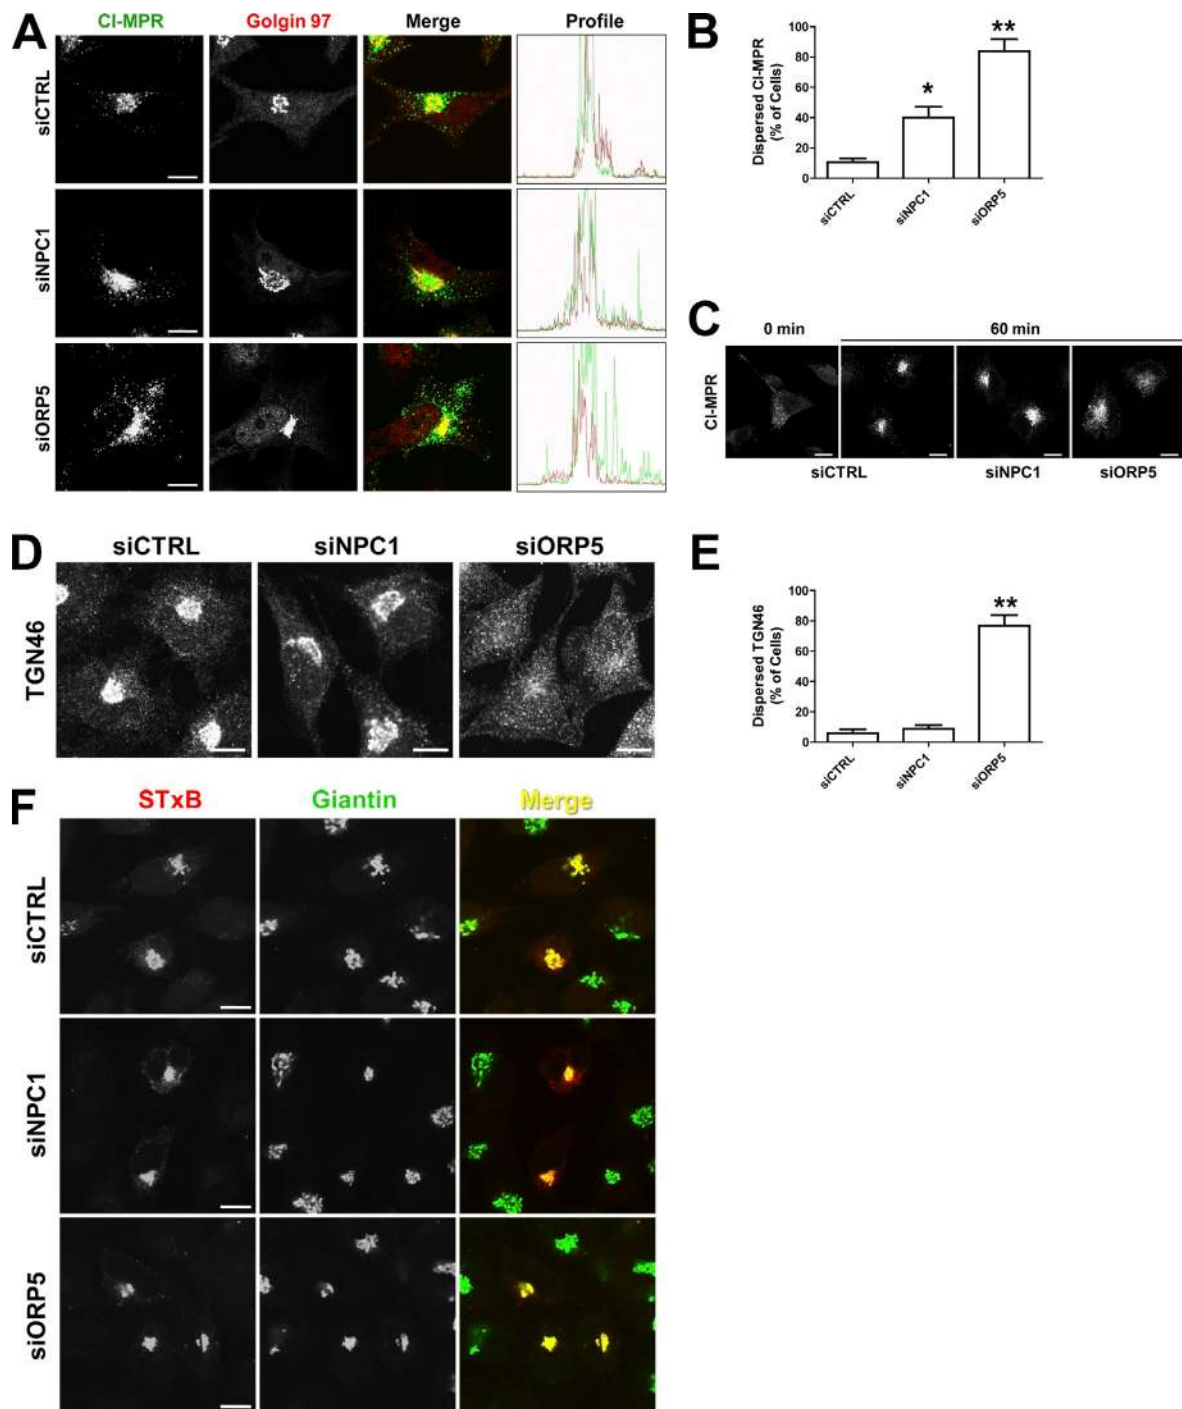 A
CI-MPR
Golgin 97
Merge
Profile
siCTRL
siNPC1
siORP5
B
Dispersed CI-MPR
(% of Cells)
100
80
60
40
20
0
*
**
siCTRL
siNPC1
siORP5
C
0 min
60 min
CI-MPR
siCTRL
siNPC1
siORP5
D
siCTRL
siNPC1
siORP5
TGN46
E
Dispersed TGN46
(% of Cells)
100
80
60
40
20
0
**
siCTRL
siNPC1
siORP5
F
STxB
Giantin
Merge
siCTRL
siNPC1
siORP5